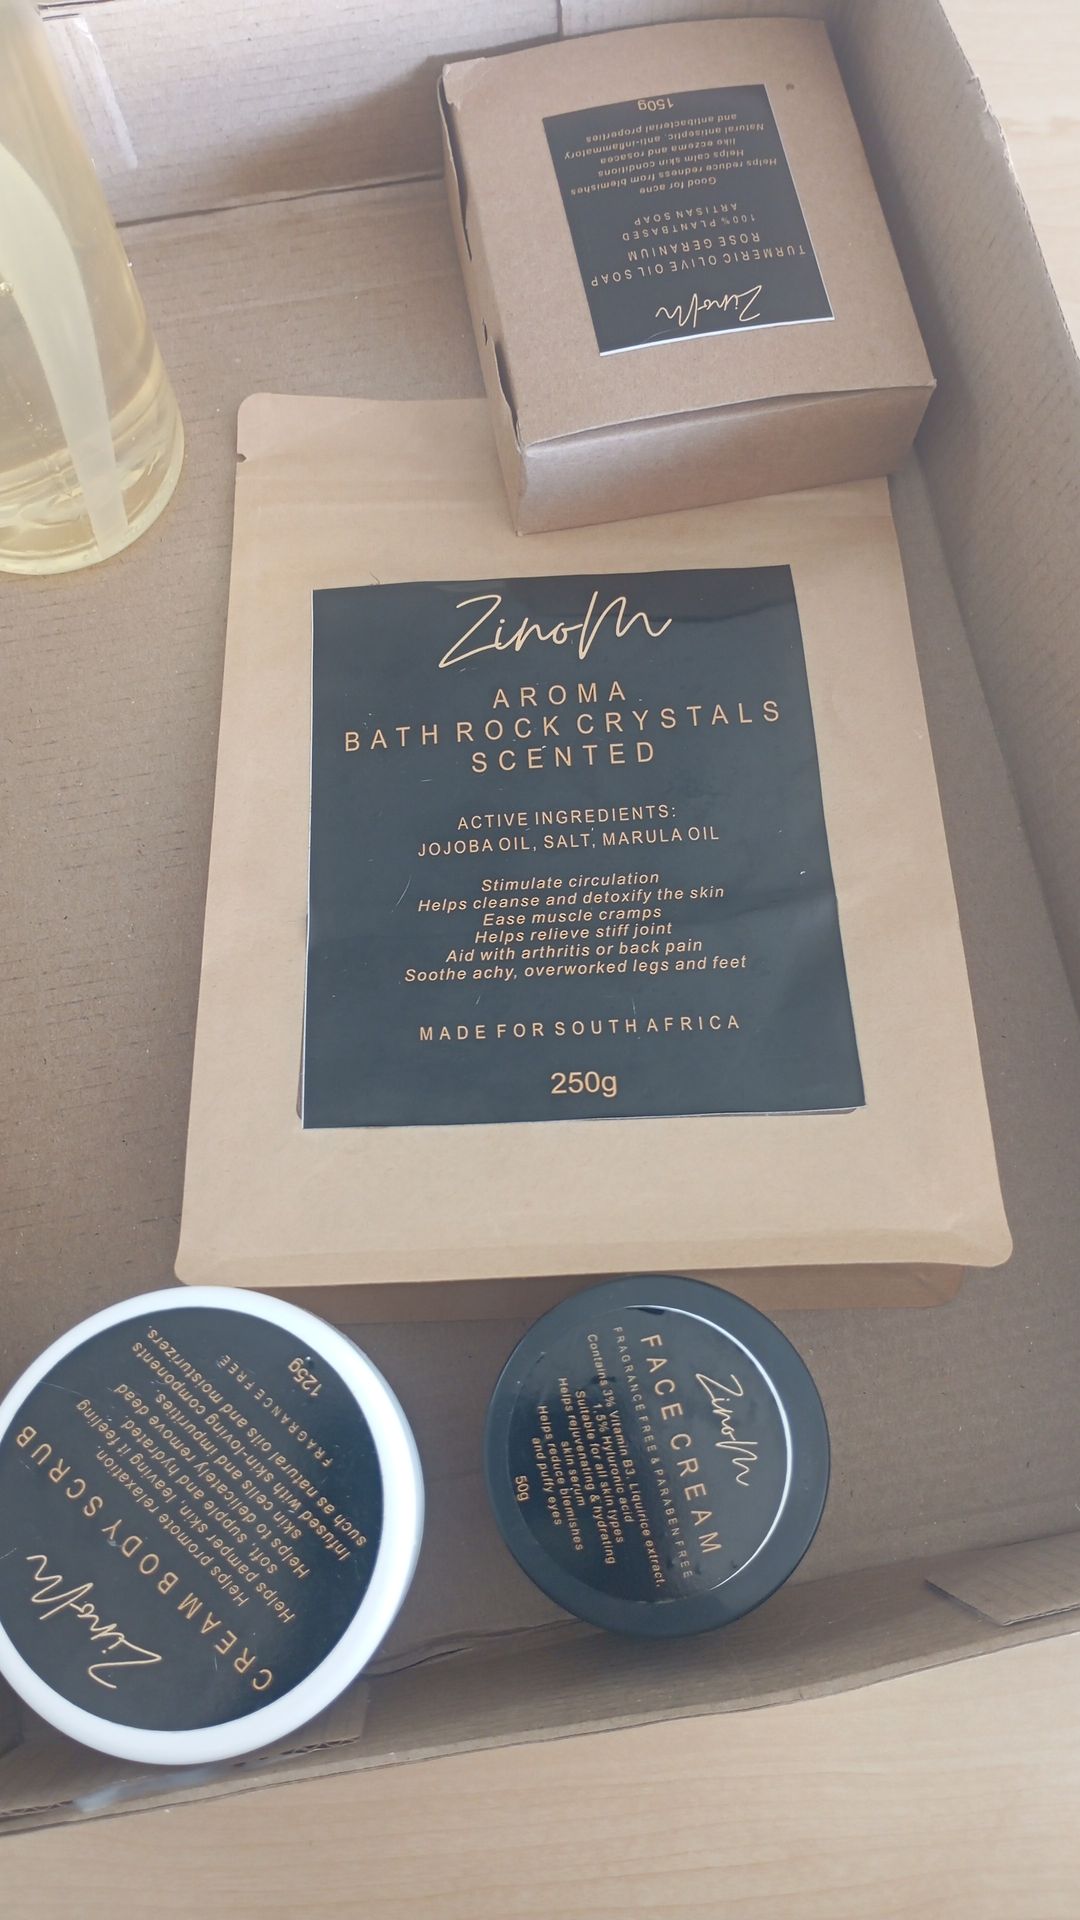 ZinoM
TURMERIC OLIVE OIL SOAP
ROSE GERANIUM
100% PLANTBASED
ARTISAN SOAP
Good for acne
Helps reduce redness from blemishes
Helps calm skin conditions
like eczema and rosacea
Natural antiseptic, anti-inflammatory
and antibacterial properties
150g
ZinoM
AROMA
BATH ROCK CRYSTALS
SCENTED
ACTIVE INGREDIENTS:
JOJOBA OIL, SALT, MARULA OIL
Stimulate circulation
Helps cleanse and detoxify the skin
Ease muscle cramps
Helps relieve stiff joint
Aid with arthritis or back pain
Soothe achy, overworked legs and feet
MADE FOR SOUTH AFRICA
250g
ZinoM
CREAM BODY SCRUB
Helps promote relaxation,
Helps pamper skin, leaving it feeling
soft, supple and hydrated,
Helps to delicately remove dead
skin cells and impurities.
Infused with skin-loving components
such as natural oils and moisturizers.
FRAGRANCE FREE
125g
ZinoM
FACE CREAM
FRAGRANCE FREE & PARABEN FREE
Contains 3% Vitamin B3, Liquirice extract,
1,5% Hyluronic acid
Suitable for all skin types
Helps rejuvenating & hydrating
skin serum
Helps reduce blemishes
and puffy eyes
50g